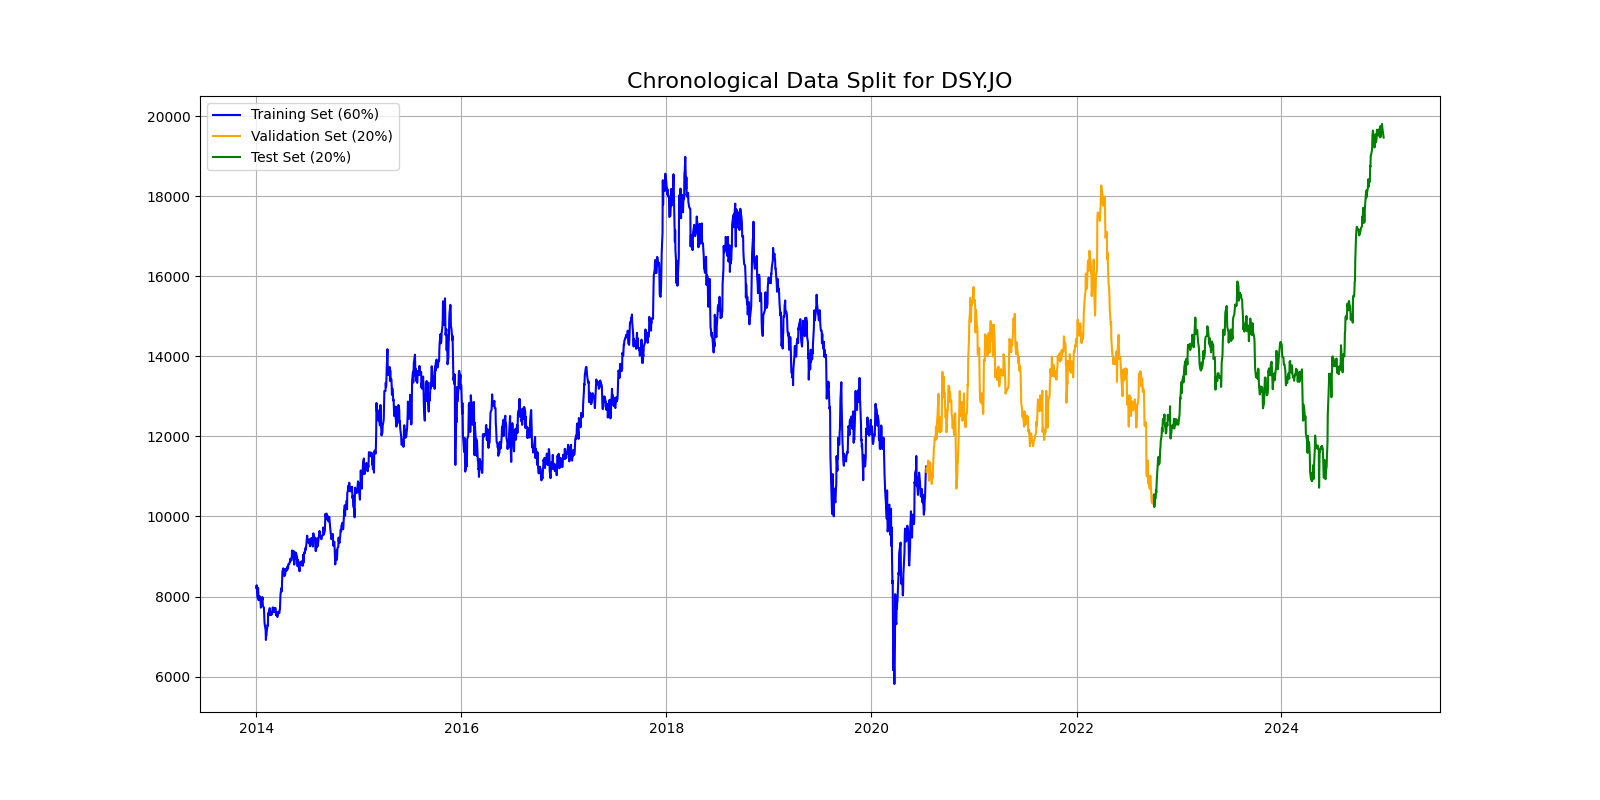 Chronological Data Split for DSY.JO
Training Set (60%)
Validation Set (20%)
Test Set (20%)
20000
18000
16000
14000
12000
10000
8000
6000
2014 2016 2018 2020 2022 2024